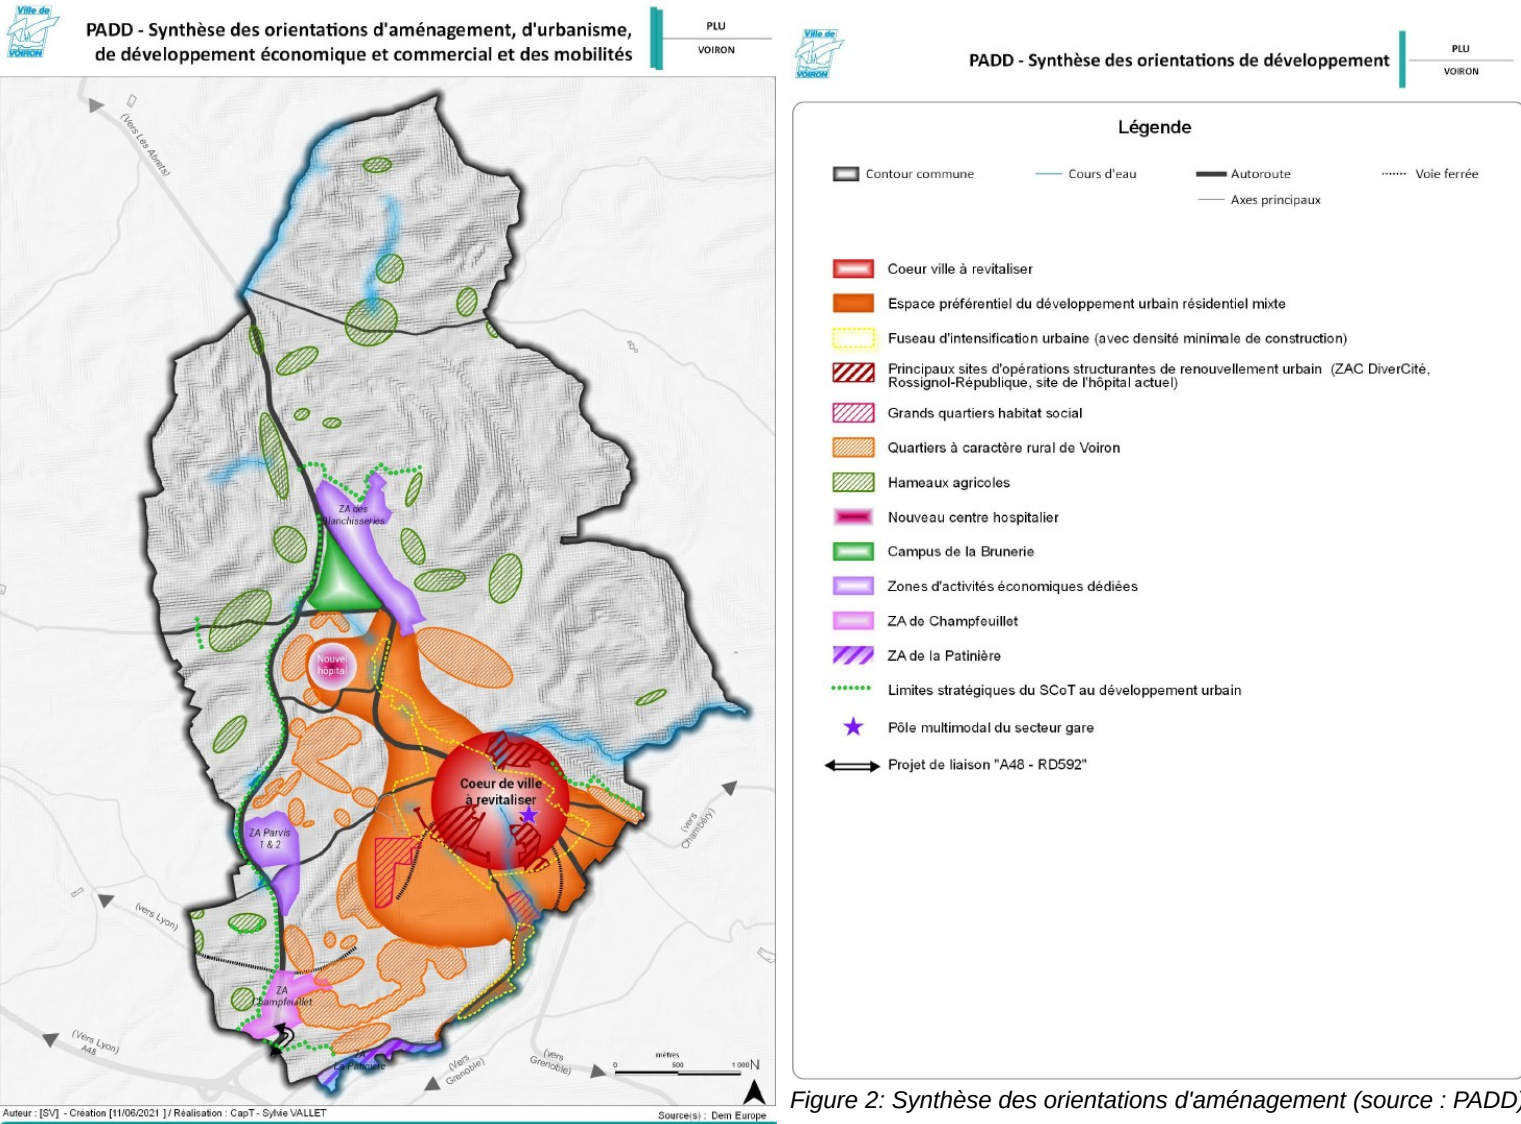 Ville de
VOIRON
PADD - Synthèse des orientations d'aménagement, d'urbanisme,
de développement économique et commercial et des mobilités
PLU
VOIRON
(Vers Les Abrets)
ZA des
Blanchisseries
Nouvel
hôpital
Coeur de ville
à revitaliser
ZA Parvis
1 & 2
(vers
Chambéry)
(vers Lyon)
ZA
Champfeuillet
(Vers Lyon)
A48
ZA
La Patinière
(Vers
Grenoble)
(vers
Grenoble)
mètres
0 500 1 000
N
Auteur : [SV] - Création [11/06/2021 ] / Réalisation : CapT - Sylvie VALLET
Source(s) : Dem Europe
Ville de
VOIRON
PADD - Synthèse des orientations de développement
PLU
VOIRON
Légende
Contour commune
Cours d'eau
Autoroute
Voie ferrée
Axes principaux
Coeur ville à revitaliser
Espace préférentiel du développement urbain résidentiel mixte
Fuseau d'intensification urbaine (avec densité minimale de construction)
Principaux sites d'opérations structurantes de renouvellement urbain (ZAC DiverCité,
Rossignol-République, site de l'hôpital actuel)
Grands quartiers habitat social
Quartiers à caractère rural de Voiron
Hameaux agricoles
Nouveau centre hospitalier
Campus de la Brunerie
Zones d'activités économiques dédiées
ZA de Champfeuillet
ZA de la Patinière
Limites stratégiques du SCoT au développement urbain
Pôle multimodal du secteur gare
Projet de liaison "A48 - RD592"
Figure 2: Synthèse des orientations d'aménagement (source : PADD)